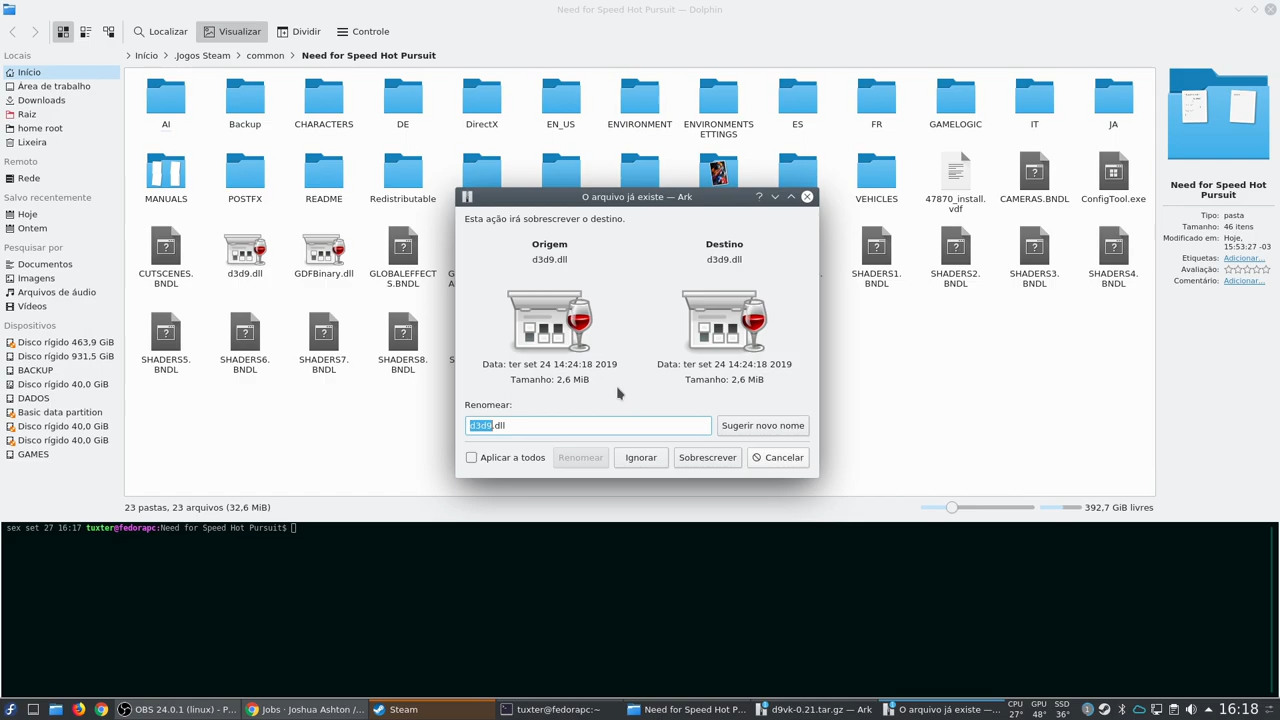 Need for Speed Hot Pursuit — Dolphin
Localizar
Visualizar
Dividir
Controle
Locais
Início
Área de trabalho
Downloads
Raiz
home root
Lixeira
Remoto
Rede
Salvo recentemente
Hoje
Ontem
Pesquisar por
Documentos
Imagens
Arquivos de áudio
Vídeos
Dispositivos
Disco rígido 463,9 GiB
Disco rígido 931,5 GiB
BACKUP
Disco rígido 40,0 GiB
DADOS
Basic data partition
Disco rígido 40,0 GiB
Disco rígido 40,0 GiB
GAMES
> Início > .Jogos Steam > common > Need for Speed Hot Pursuit
AI
Backup
CHARACTERS
DE
DirectX
EN_US
ENVIRONMENT
ENVIRONMENTS
ETTINGS
ES
FR
GAMELOGIC
IT
JA
MANUALS
POSTFX
README
Redistributable
VEHICLES
47870_install.
vdf
CAMERAS.BNDL
ConfigTool.exe
CUTSCENES.
BNDL
d3d9.dll
GDFBinary.dll
GLOBALEFFECT
S.BNDL
SHADERS1.
BNDL
SHADERS2.
BNDL
SHADERS3.
BNDL
SHADERS4.
BNDL
SHADERS5.
BNDL
SHADERS6.
BNDL
SHADERS7.
BNDL
SHADERS8.
BNDL
O arquivo já existe — Ark
Esta ação irá sobrescrever o destino.
Origem
d3d9.dll
Data: ter set 24 14:24:18 2019
Tamanho: 2,6 MiB
Destino
d3d9.dll
Data: ter set 24 14:24:18 2019
Tamanho: 2,6 MiB
Renomear:
d3d9.dll
Sugerir novo nome
Aplicar a todos
Renomear
Ignorar
Sobrescrever
Cancelar
Need for Speed Hot
Pursuit
Tipo: pasta
Tamanho: 46 itens
Modificado em: Hoje,
15:53:27 -03
Etiquetas: Adicionar...
Avaliação:
Comentário: Adicionar...
23 pastas, 23 arquivos (32,6 MiB)
392,7 GiB livres
sex set 27 16:17 tuxter@fedorapc:Need for Speed Hot Pursuit$
OBS 24.0.1 (linux) - P...
Jobs · Joshua Ashton /...
Steam
tuxter@fedorapc:~
Need for Speed Hot P...
d9vk-0.21.tar.gz — Ark
O arquivo já existe —...
CPU
27°
GPU
48°
SSD
36°
16:18